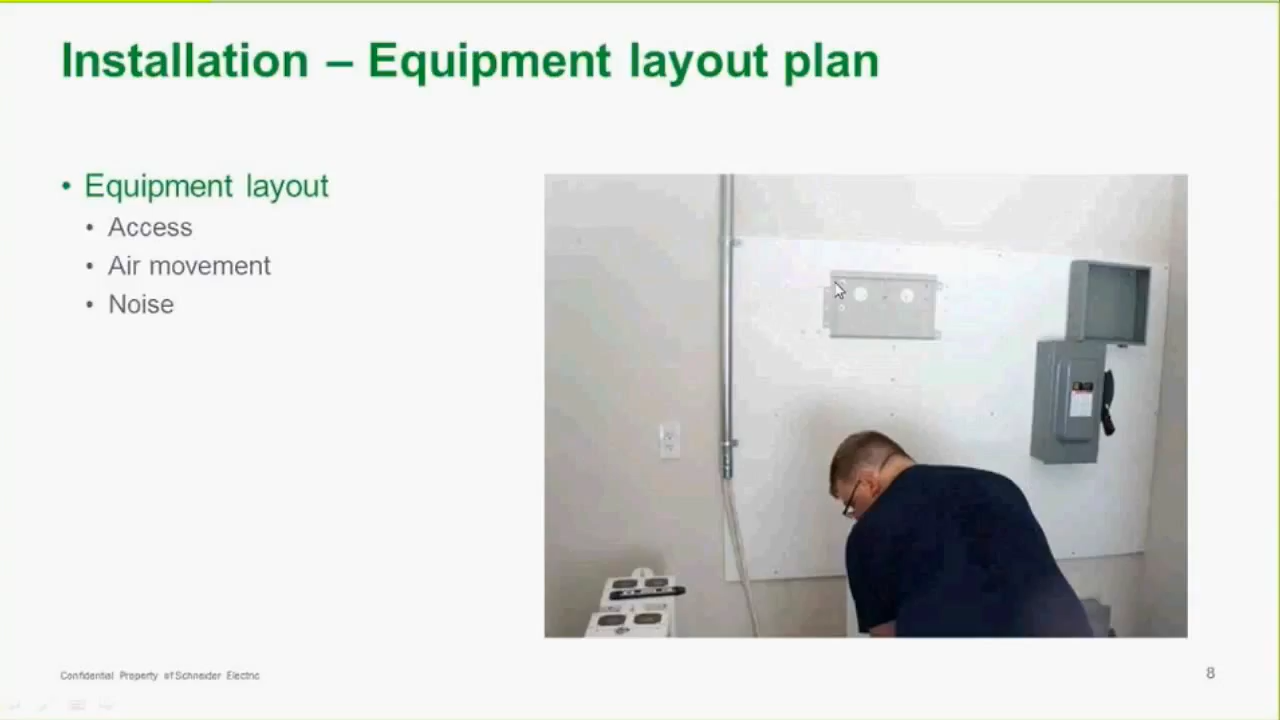 Installation – Equipment layout plan
• Equipment layout
• Access
• Air movement
• Noise
Confidential Property of Schneider Electric
8